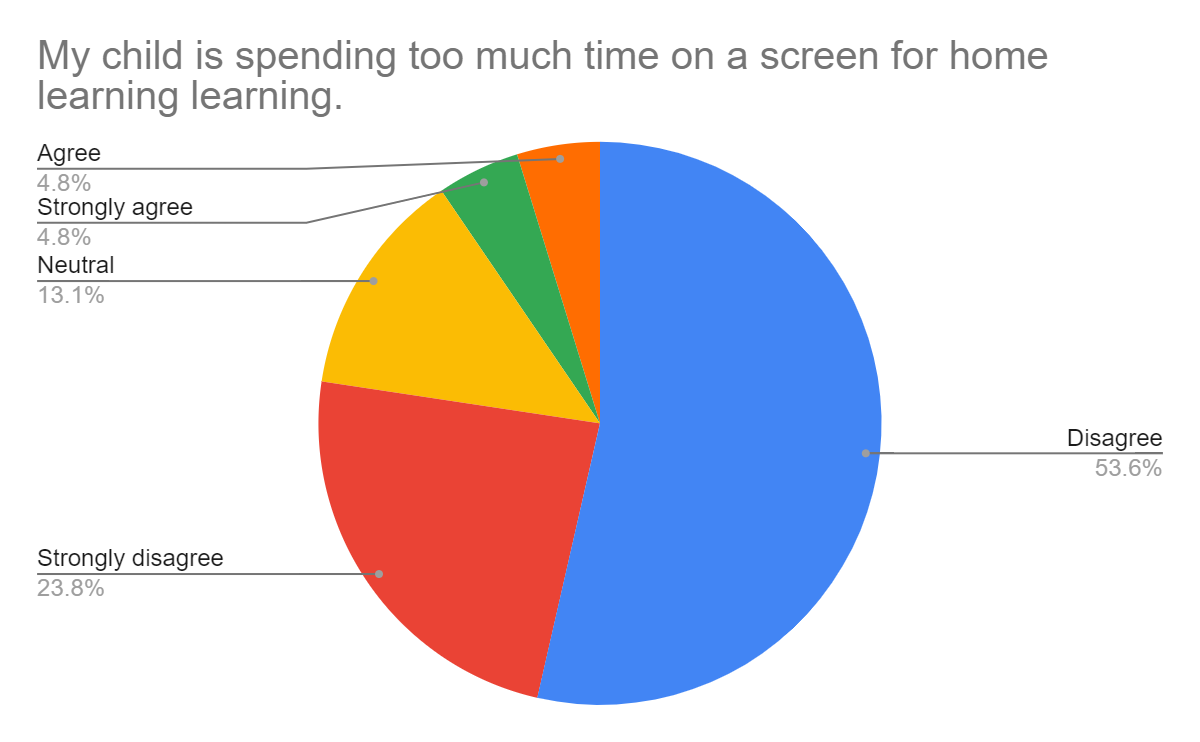 My child is spending too much time on a screen for home
learning learning.
Agree
4.8%
Strongly agree
4.8%
Neutral
13.1%
Disagree
53.6%
Strongly disagree
23.8%